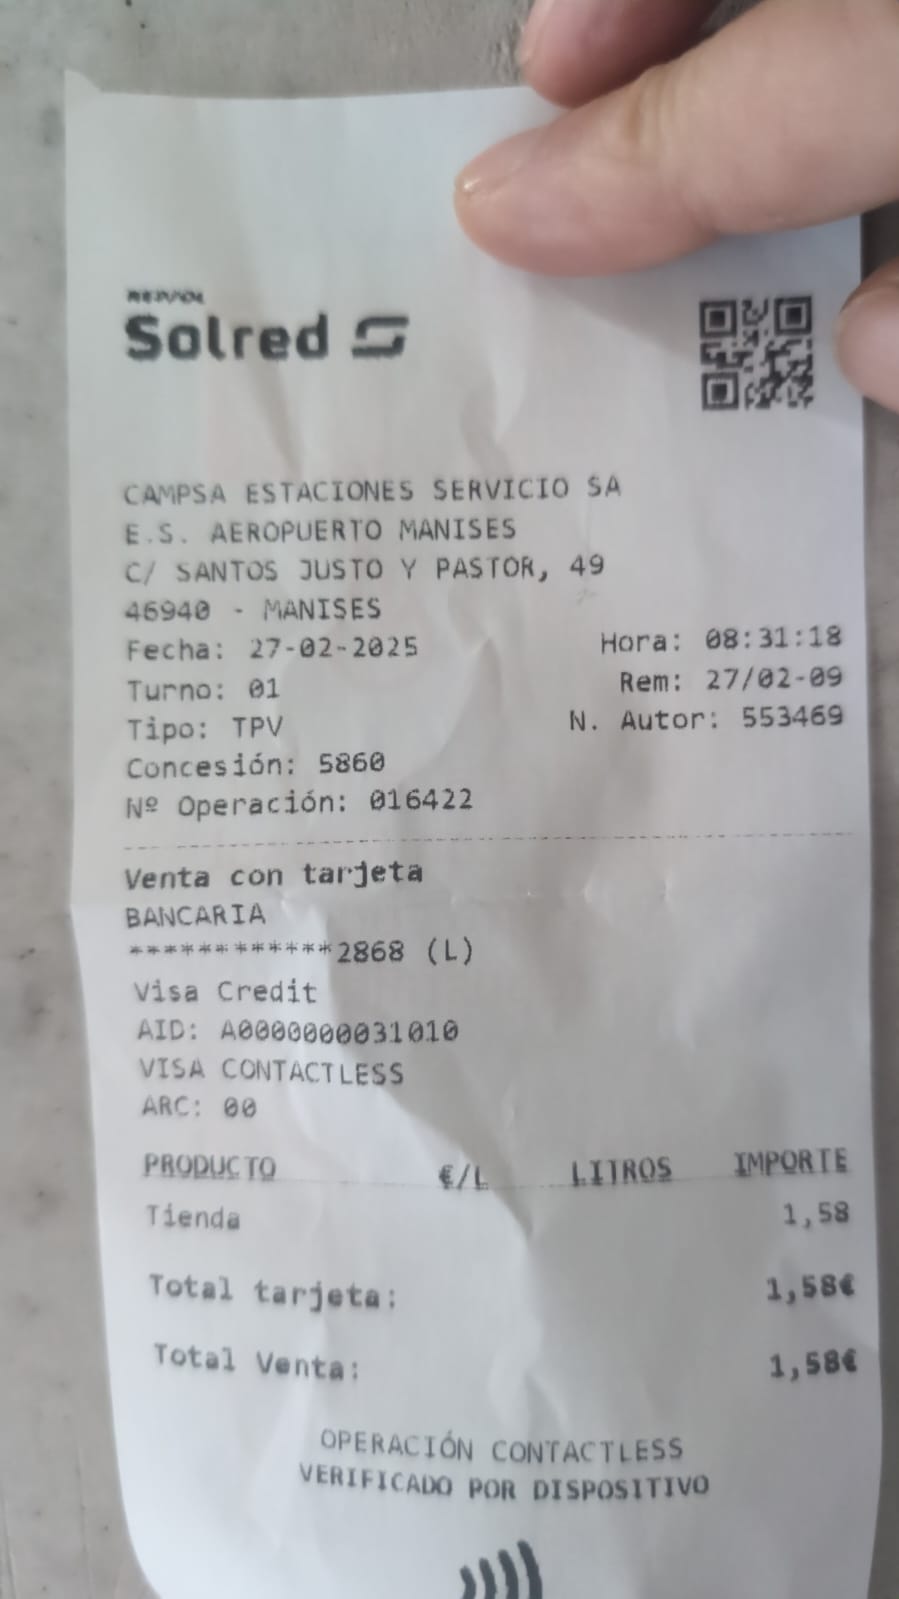 REPSOL
Solred
CAMPSA ESTACIONES SERVICIO SA
E.S. AEROPUERTO MANISES
C/ SANTOS JUSTO Y PASTOR, 49
46940 - MANISES
Fecha: 27-02-2025 Hora: 08:31:18
Turno: 01 Rem: 27/02-09
Tipo: TPV N. Autor: 553469
Concesión: 5860
Nº Operación: 016422
Venta con tarjeta
BANCARIA
************2868 (L)
Visa Credit
AID: A0000000031010
VISA CONTACTLESS
ARC: 00
PRODUCTO €/L LITROS IMPORTE
Tienda 1,58
Total tarjeta: 1,58€
Total Venta: 1,58€
OPERACIÓN CONTACTLESS
VERIFICADO POR DISPOSITIVO